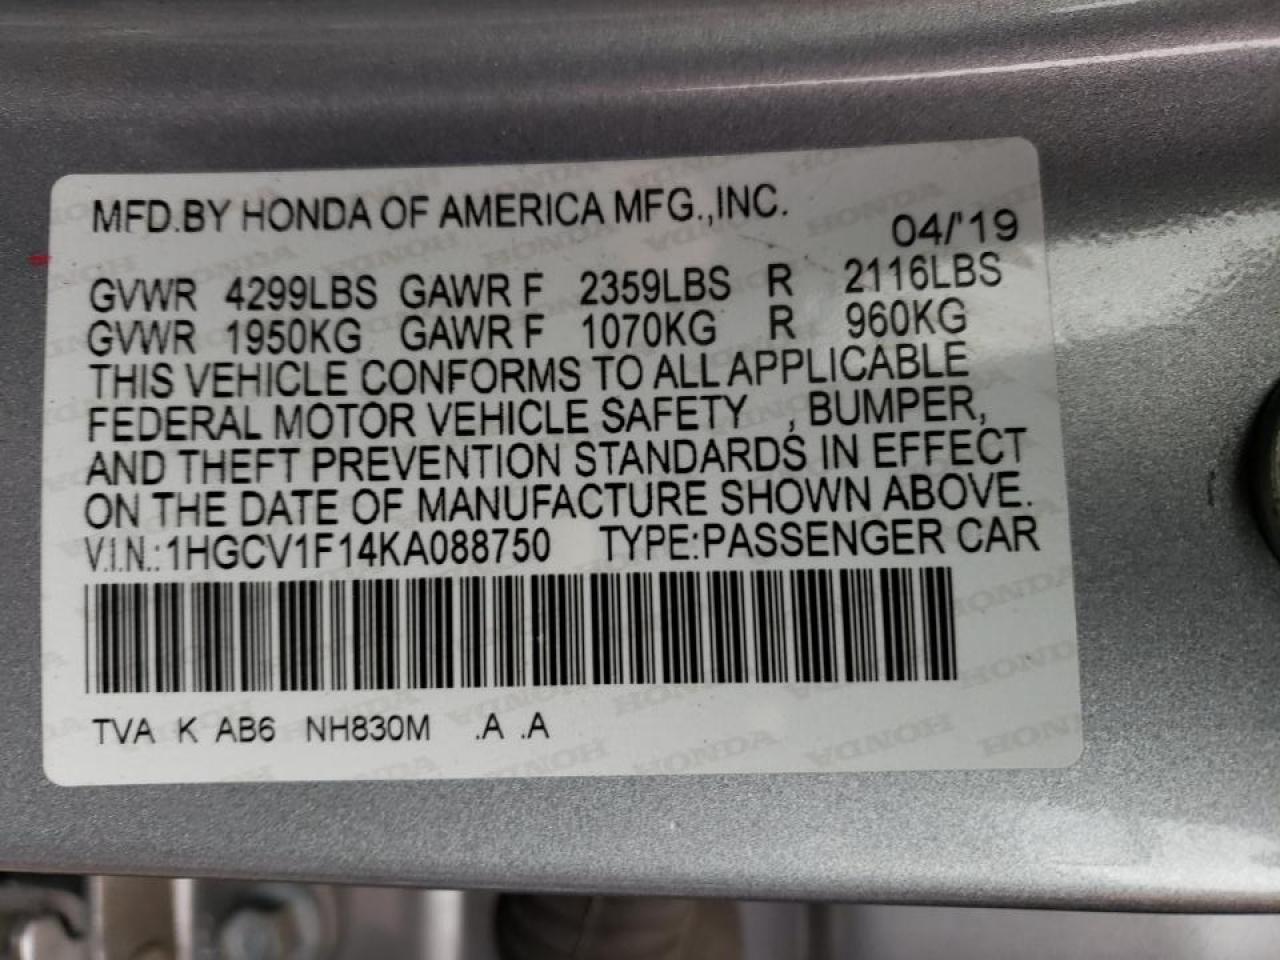 MFD.BY HONDA OF AMERICA MFG.,INC.
04/'19
GVWR 4299LBS GAWR F 2359LBS R 2116LBS
GVWR 1950KG GAWR F 1070KG R 960KG
THIS VEHICLE CONFORMS TO ALL APPLICABLE
FEDERAL MOTOR VEHICLE SAFETY , BUMPER,
AND THEFT PREVENTION STANDARDS IN EFFECT
ON THE DATE OF MANUFACTURE SHOWN ABOVE.
V.I.N.:1HGCV1F14KA088750 TYPE:PASSENGER CAR
TVA K AB6 NH830M .A .A